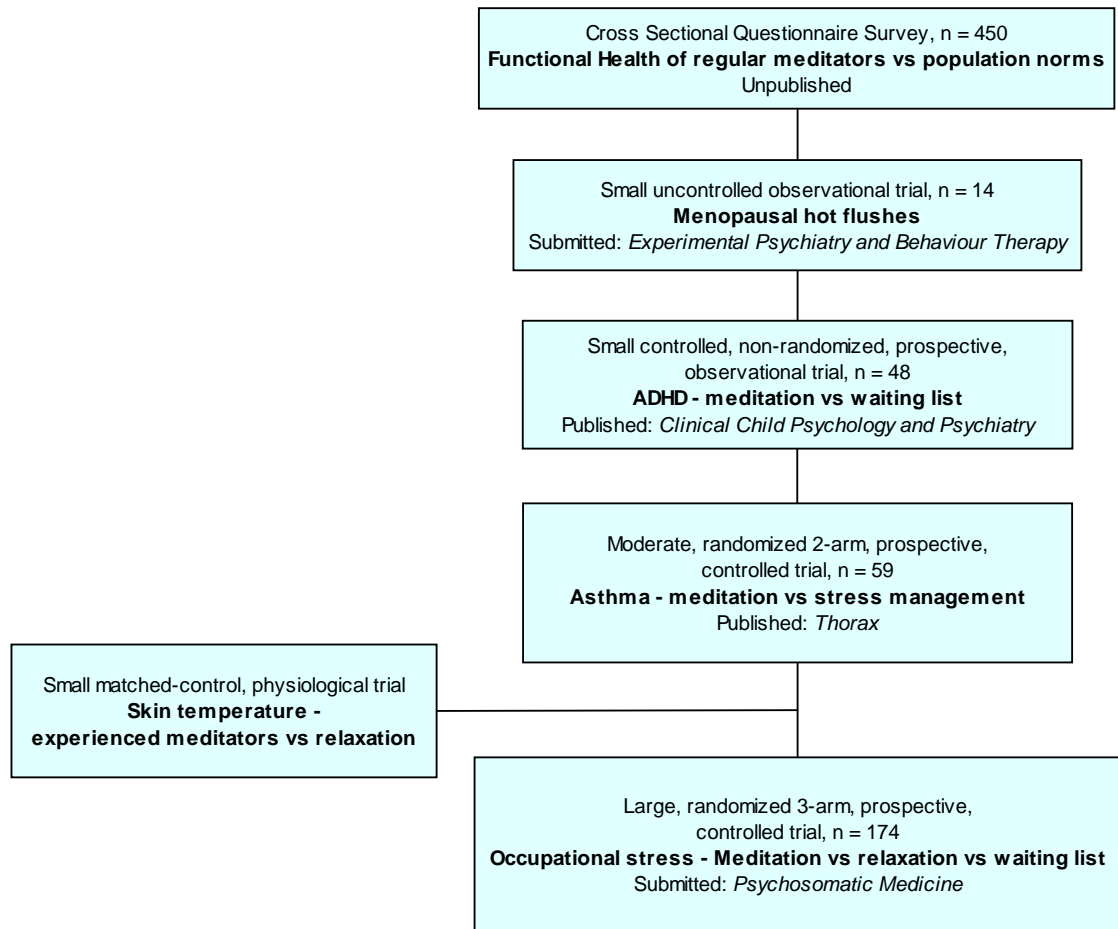 Cross Sectional Questionnaire Survey, n = 450
Functional Health of regular meditators vs population norms
Unpublished
Small uncontrolled observational trial, n = 14
Menopausal hot flushes
Submitted: Experimental Psychiatry and Behaviour Therapy
Small controlled, non-randomized, prospective,
observational trial, n = 48
ADHD - meditation vs waiting list
Published: Clinical Child Psychology and Psychiatry
Moderate, randomized 2-arm, prospective,
controlled trial, n = 59
Asthma - meditation vs stress management
Published: Thorax
Small matched-control, physiological trial
Skin temperature -
experienced meditators vs relaxation
Large, randomized 3-arm, prospective,
controlled trial, n = 174
Occupational stress - Meditation vs relaxation vs waiting list
Submitted: Psychosomatic Medicine